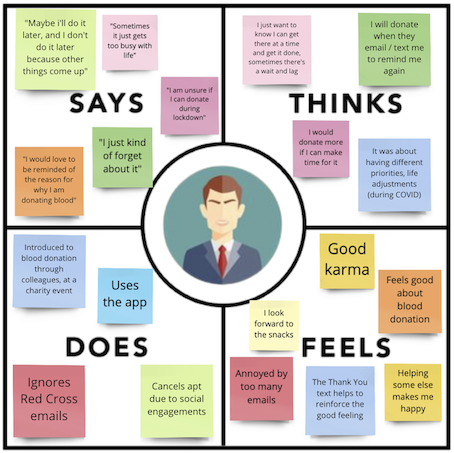 "Maybe i'll do it
later, and I don't
do it later
because other
things come up"
"Sometimes
it just gets
too busy with
life"
SAYS
"I am unsure if
I can donate
during
lockdown"
"I just kind
of forget
about it"
"I would love to
be reminded of
the reason for
why I am
donating blood"
I just want to
know I can get
there at a time
and get it done,
sometimes there's
a wait and lag
I will donate
when they
email / text me
to remind me
again
THINKS
I would
donate more
if I can make
time for it
It was about
having different
priorities, life
adjustments
(during COVID)
Introduced to
blood donation
through
colleagues, at a
charity event
Uses
the app
DOES
Ignores
Red Cross
emails
Cancels apt
due to social
engagements
Good
karma
Feels good
about
blood
donation
I look
forward to
the snacks
FEELS
Annoyed by
too many
emails
The Thank You
text helps to
reinforce the
good feeling
Helping
some else
makes me
happy